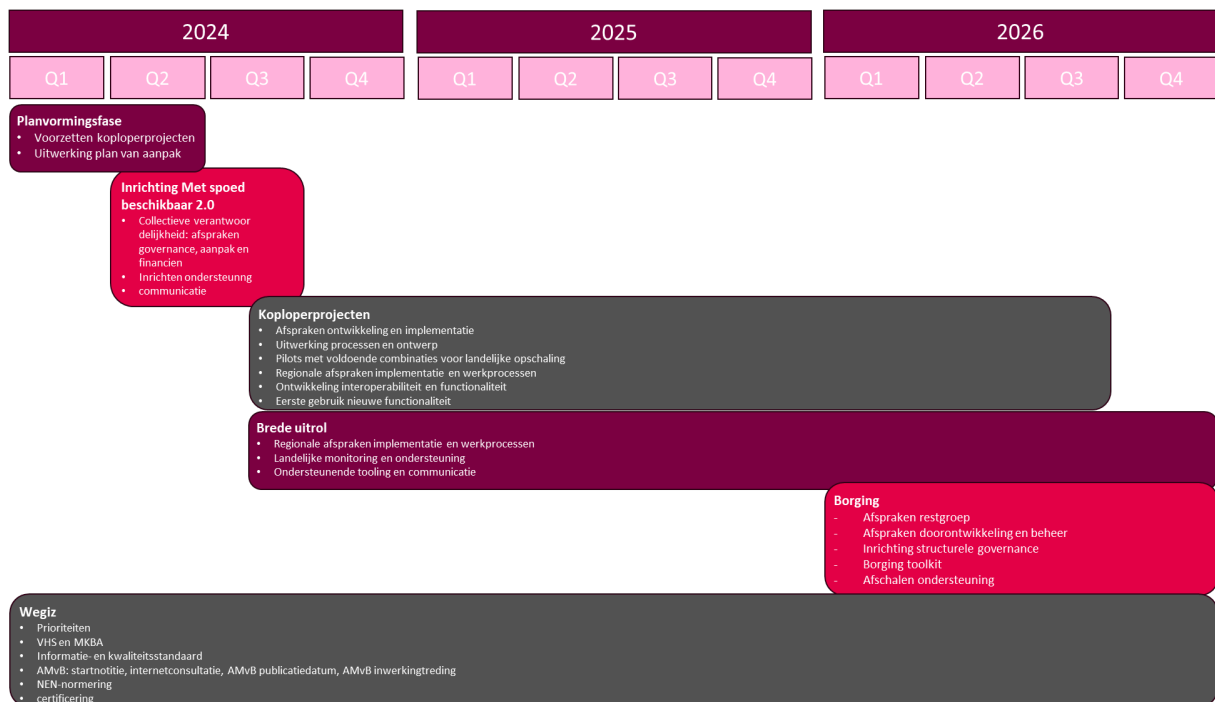 2024
2025
2026
Q1
Q2
Q3
Q4
Q1
Q2
Q3
Q4
Q1
Q2
Q3
Q4
Planvormingsfase
• Voorzetten koploperprojecten
• Uitwerking plan van aanpak
Inrichting Met spoed
beschikbaar 2.0
• Collectieve verantwoor
delijkheid: afspraken
governance, aanpak en
financien
• Inrichten ondersteunng
• communicatie
Koploperprojecten
• Afspraken ontwikkeling en implementatie
• Uitwerking processen en ontwerp
• Pilots met voldoende combinaties voor landelijke opschaling
• Regionale afspraken implementatie en werkprocessen
• Ontwikkeling interoperabiliteit en functionaliteit
• Eerste gebruik nieuwe functionaliteit
Brede uitrol
• Regionale afspraken implementatie en werkprocessen
• Landelijke monitoring en ondersteuning
• Ondersteunende tooling en communicatie
Borging
- Afspraken restgroep
- Afspraken doorontwikkeling en beheer
- Inrichting structurele governance
- Borging toolkit
- Afschalen ondersteuning
Wegiz
• Prioriteiten
• VHS en MKBA
• Informatie- en kwaliteitsstandaard
• AMvB: startnotitie, internetconsultatie, AMvB publicatiedatum, AMvB inwerkingtreding
• NEN-normering
• certificering